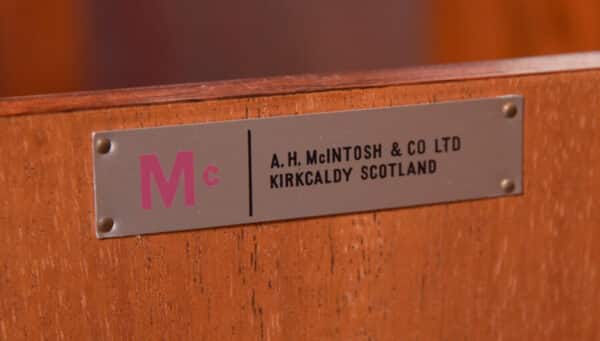 Mc
A.H. McINTOSH & CO LTD
KIRKCALDY SCOTLAND